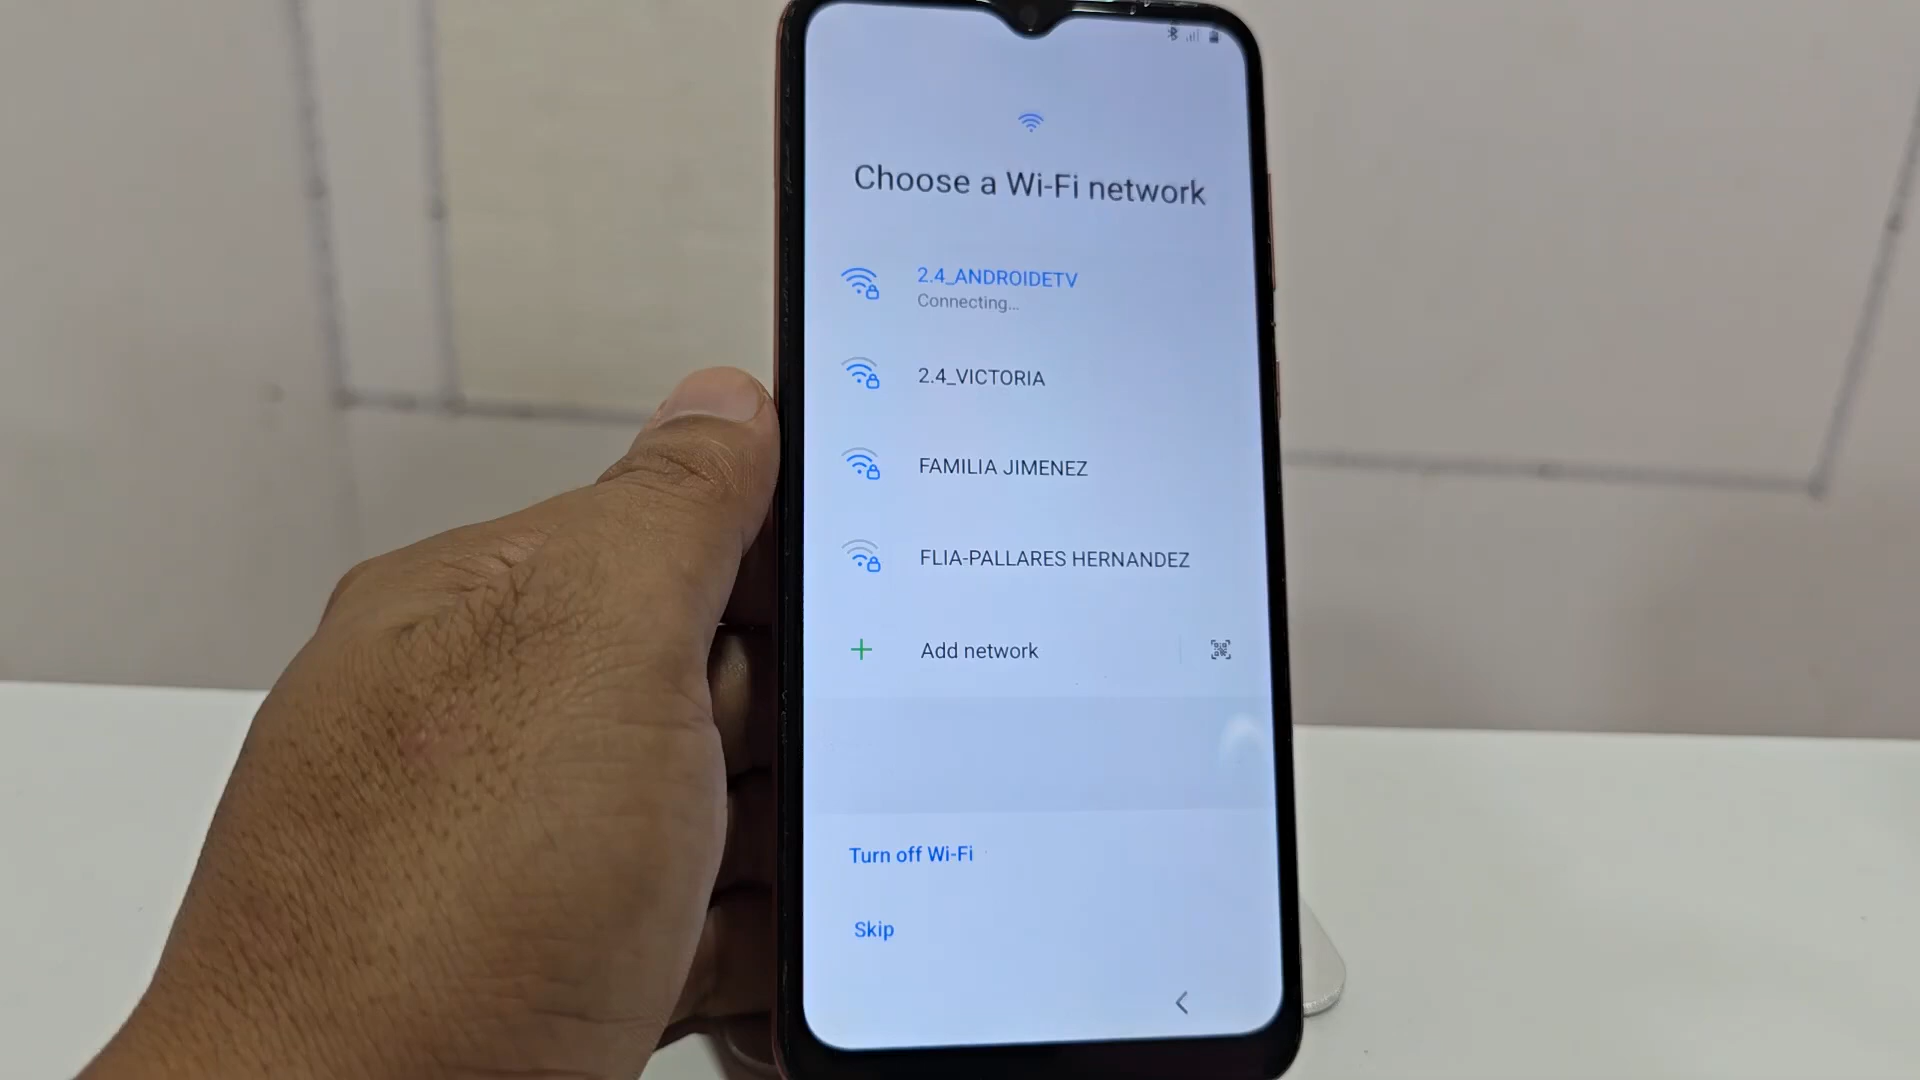 Choose a Wi-Fi network
2.4_ANDROIDETV
Connecting...
2.4_VICTORIA
FAMILIA JIMENEZ
FLIA-PALLARES HERNANDEZ
Add network
Turn off Wi-Fi
Skip